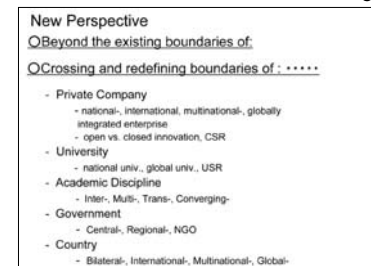 New Perspective
○Beyond the existing boundaries of:
○Crossing and redefining boundaries of : ·····
- Private Company
- national-, international, multinational-, globally
integrated enterprise
- open vs. closed innovation, CSR
- University
- national univ., global univ., USR
- Academic Discipline
- Inter-, Multi-, Trans-, Converging-
- Government
- Central-, Regional-, NGO
- Country
- Bilateral-, International, Multinational-, Global-